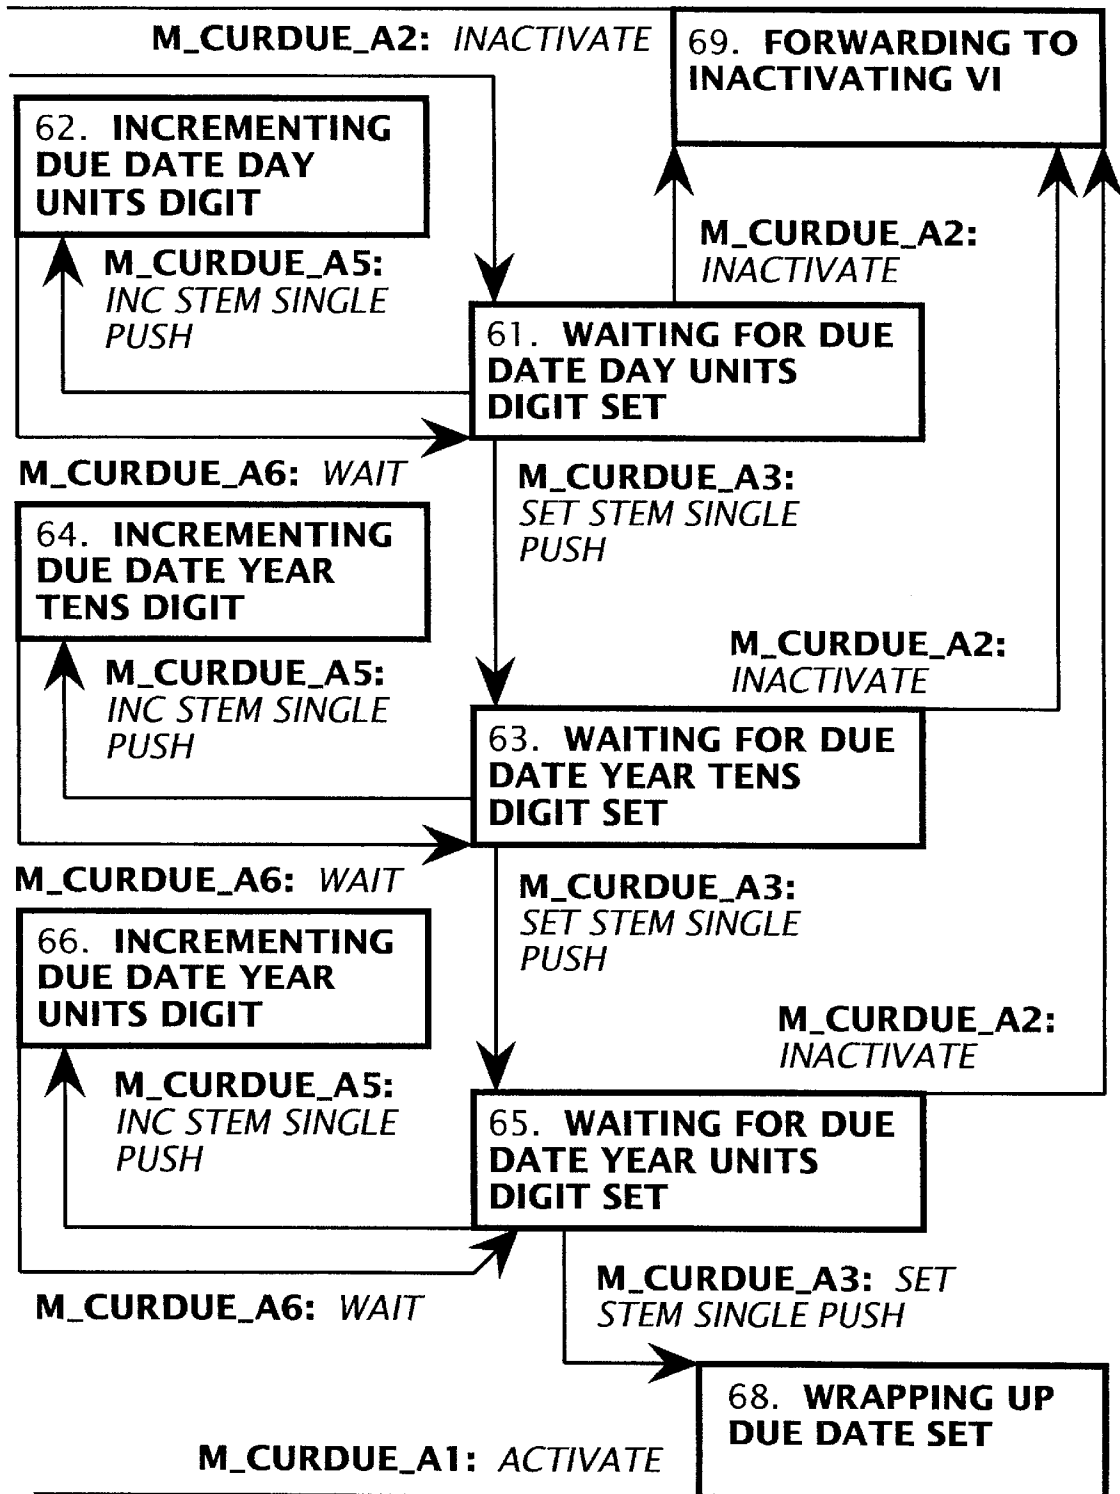 M_CURDUE_A2: INACTIVATE
69. FORWARDING TO
INACTIVATING VI
62. INCREMENTING
DUE DATE DAY
UNITS DIGIT
M_CURDUE_A2:
INACTIVATE
M_CURDUE_A5:
INC STEM SINGLE
PUSH
61. WAITING FOR DUE
DATE DAY UNITS
DIGIT SET
M_CURDUE_A6: WAIT
M_CURDUE_A3:
SET STEM SINGLE
PUSH
64. INCREMENTING
DUE DATE YEAR
TENS DIGIT
M_CURDUE_A2:
INACTIVATE
M_CURDUE_A5:
INC STEM SINGLE
PUSH
63. WAITING FOR DUE
DATE YEAR TENS
DIGIT SET
M_CURDUE_A6: WAIT
M_CURDUE_A3:
SET STEM SINGLE
PUSH
66. INCREMENTING
DUE DATE YEAR
UNITS DIGIT
M_CURDUE_A2:
INACTIVATE
M_CURDUE_A5:
INC STEM SINGLE
PUSH
65. WAITING FOR DUE
DATE YEAR UNITS
DIGIT SET
M_CURDUE_A6: WAIT
M_CURDUE_A3: SET
STEM SINGLE PUSH
68. WRAPPING UP
DUE DATE SET
M_CURDUE_A1: ACTIVATE